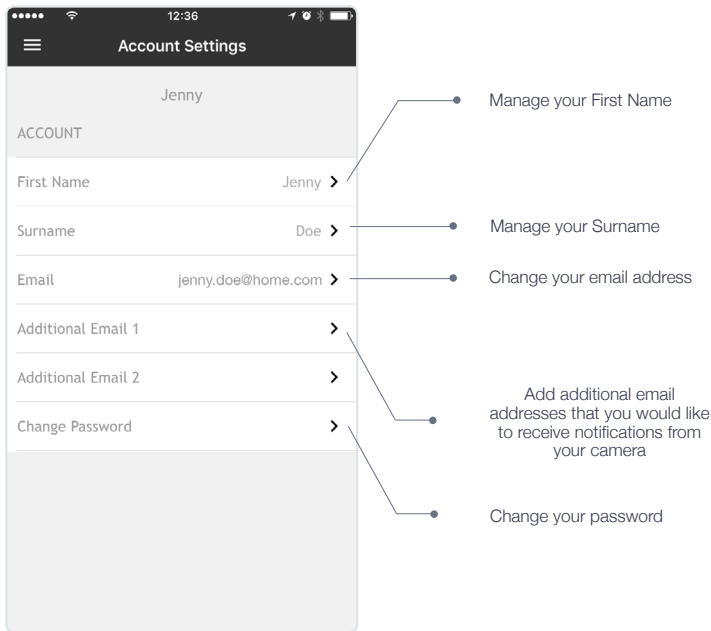 12:36
Account Settings
Jenny
ACCOUNT
First Name Jenny
Surname Doe
Email jenny.doe@home.com
Additional Email 1
Additional Email 2
Change Password
Manage your First Name
Manage your Surname
Change your email address
Add additional email
addresses that you would like
to receive notifications from
your camera
Change your password